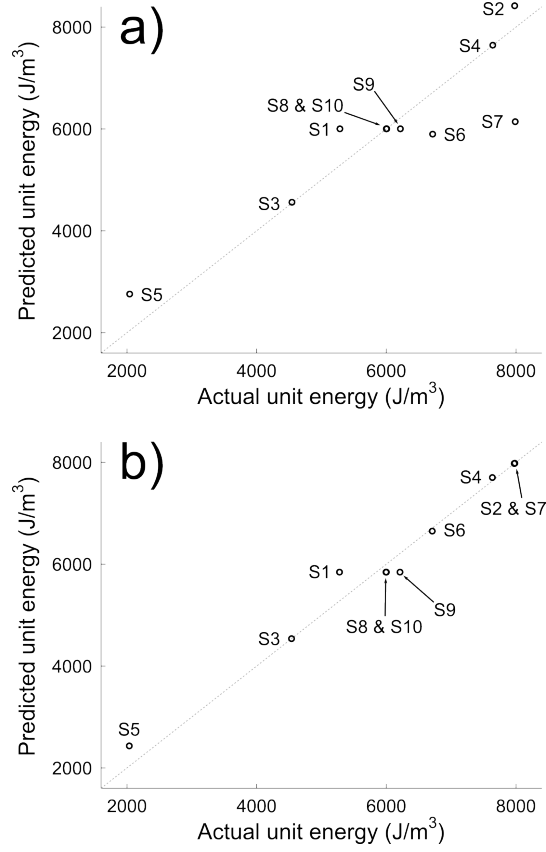 a)
8000
6000
4000
2000
2000 4000 6000 8000
Predicted unit energy (J/m³)
Actual unit energy (J/m³)
S2
S4
S9
S8 & S10
S1
S7
S6
S3
S5
b)
8000
6000
4000
2000
2000 4000 6000 8000
Predicted unit energy (J/m³)
Actual unit energy (J/m³)
S4
S2 & S7
S6
S1
S9
S8 & S10
S3
S5